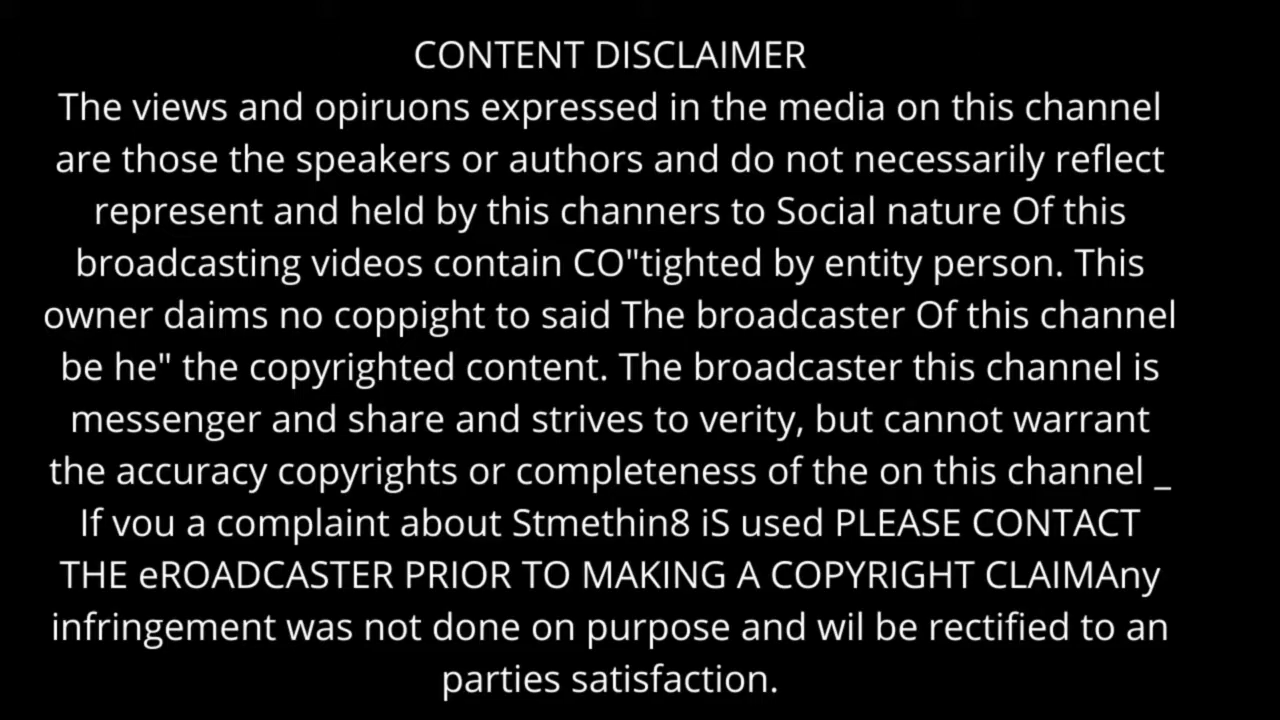 CONTENT DISCLAIMER
The views and opiruons expressed in the media on this channel
are those the speakers or authors and do not necessarily reflect
represent and held by this channers to Social nature Of this
broadcasting videos contain CO"tighted by entity person. This
owner daims no coppight to said The broadcaster Of this channel
be he" the copyrighted content. The broadcaster this channel is
messenger and share and strives to verity, but cannot warrant
the accuracy copyrights or completeness of the on this channel _
If vou a complaint about Stmethin8 iS used PLEASE CONTACT
THE eROADCASTER PRIOR TO MAKING A COPYRIGHT CLAIMAny
infringement was not done on purpose and wil be rectified to an
parties satisfaction.